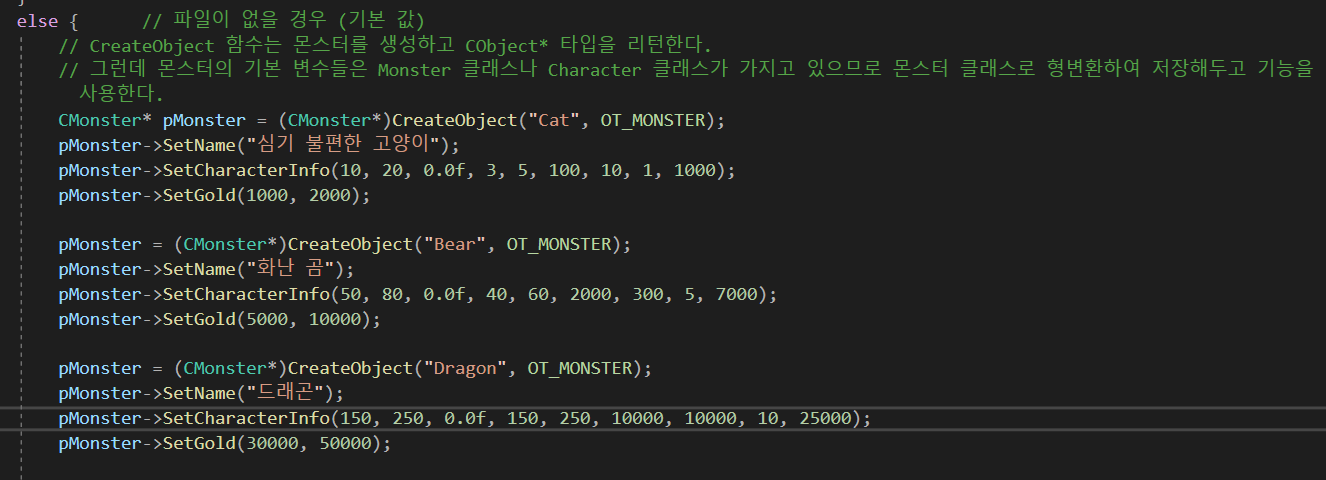 }
else {      // 파일이 없을 경우 (기본 값)
    // CreateObject 함수는 몬스터를 생성하고 CObject* 타입을 리턴한다.
    // 그런데 몬스터의 기본 변수들은 Monster 클래스나 Character 클래스가 가지고 있으므로 몬스터 클래스로 형변환하여 저장해두고 기능을
      사용한다.
    CMonster* pMonster = (CMonster*)CreateObject("Cat", OT_MONSTER);
    pMonster->SetName("심기 불편한 고양이");
    pMonster->SetCharacterInfo(10, 20, 0.0f, 3, 5, 100, 10, 1, 1000);
    pMonster->SetGold(1000, 2000);

    pMonster = (CMonster*)CreateObject("Bear", OT_MONSTER);
    pMonster->SetName("화난 곰");
    pMonster->SetCharacterInfo(50, 80, 0.0f, 40, 60, 2000, 300, 5, 7000);
    pMonster->SetGold(5000, 10000);

    pMonster = (CMonster*)CreateObject("Dragon", OT_MONSTER);
    pMonster->SetName("드래곤");
    pMonster->SetCharacterInfo(150, 250, 0.0f, 150, 250, 10000, 10000, 10, 25000);
    pMonster->SetGold(30000, 50000);